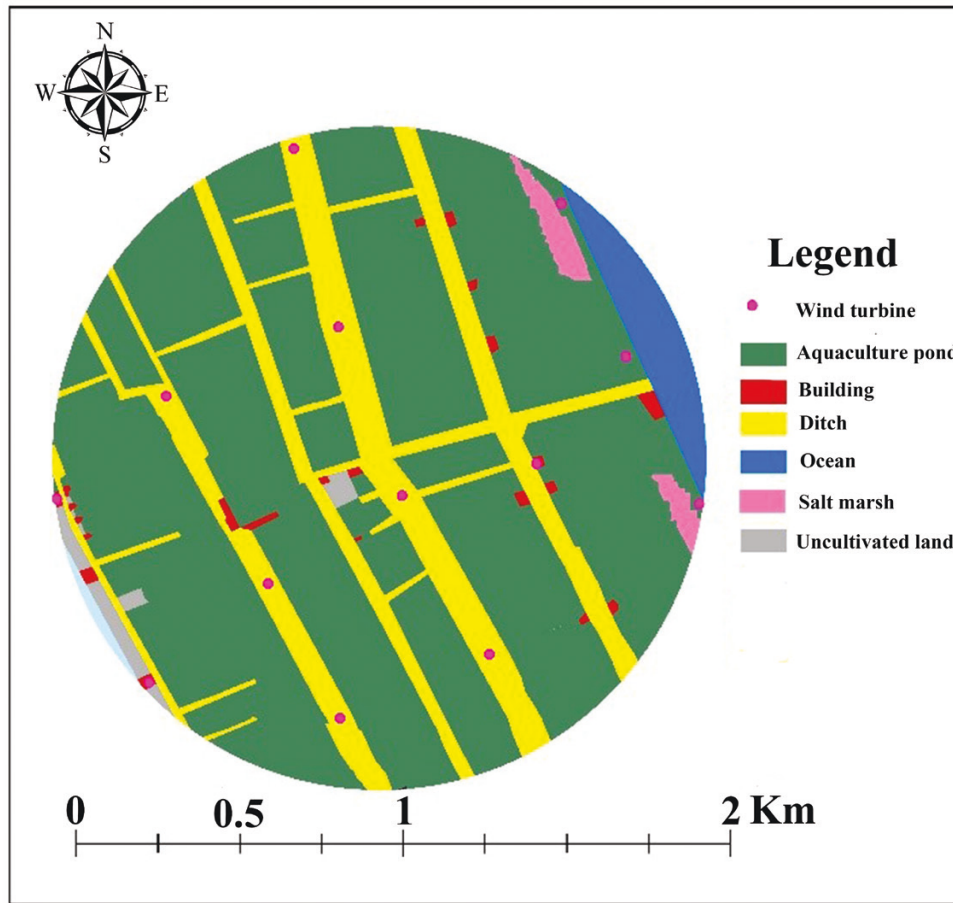 N
W E
S
Legend
Wind turbine
Aquaculture pond
Building
Ditch
Ocean
Salt marsh
Uncultivated land
0 0.5 1 2 Km